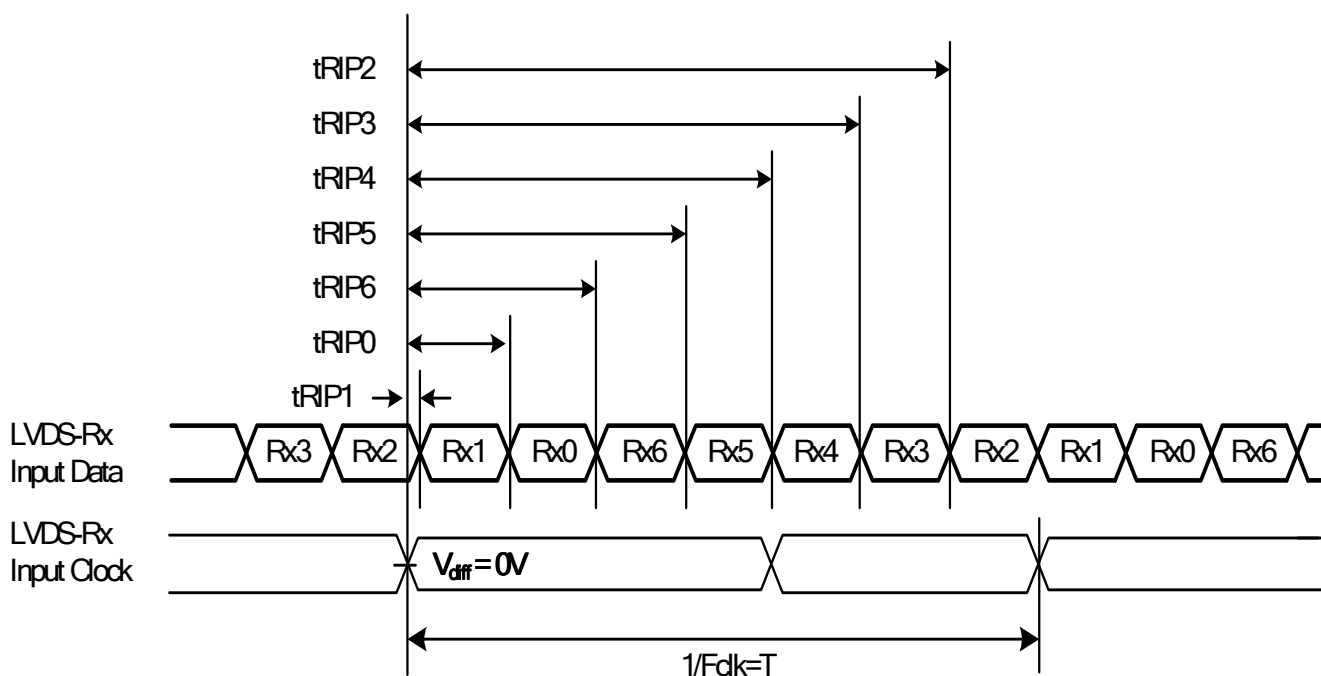 tRIP2
tRIP3
tRIP4
tRIP5
tRIP6
tRIP0
tRIP1
LVDS-Rx
Input Data
Rx3 Rx2 Rx1 Rx0 Rx6 Rx5 Rx4 Rx3 Rx2 Rx1 Rx0 Rx6
LVDS-Rx
Input Clock
Vdiff = 0V
1/Fclk=T